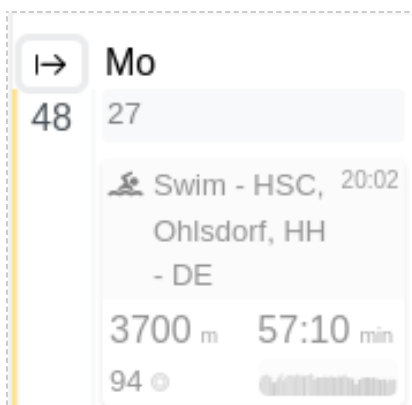 Mo
48 27
Swim - HSC, 20:02
Ohlsdorf, HH
- DE
3700 m 57:10 min
94